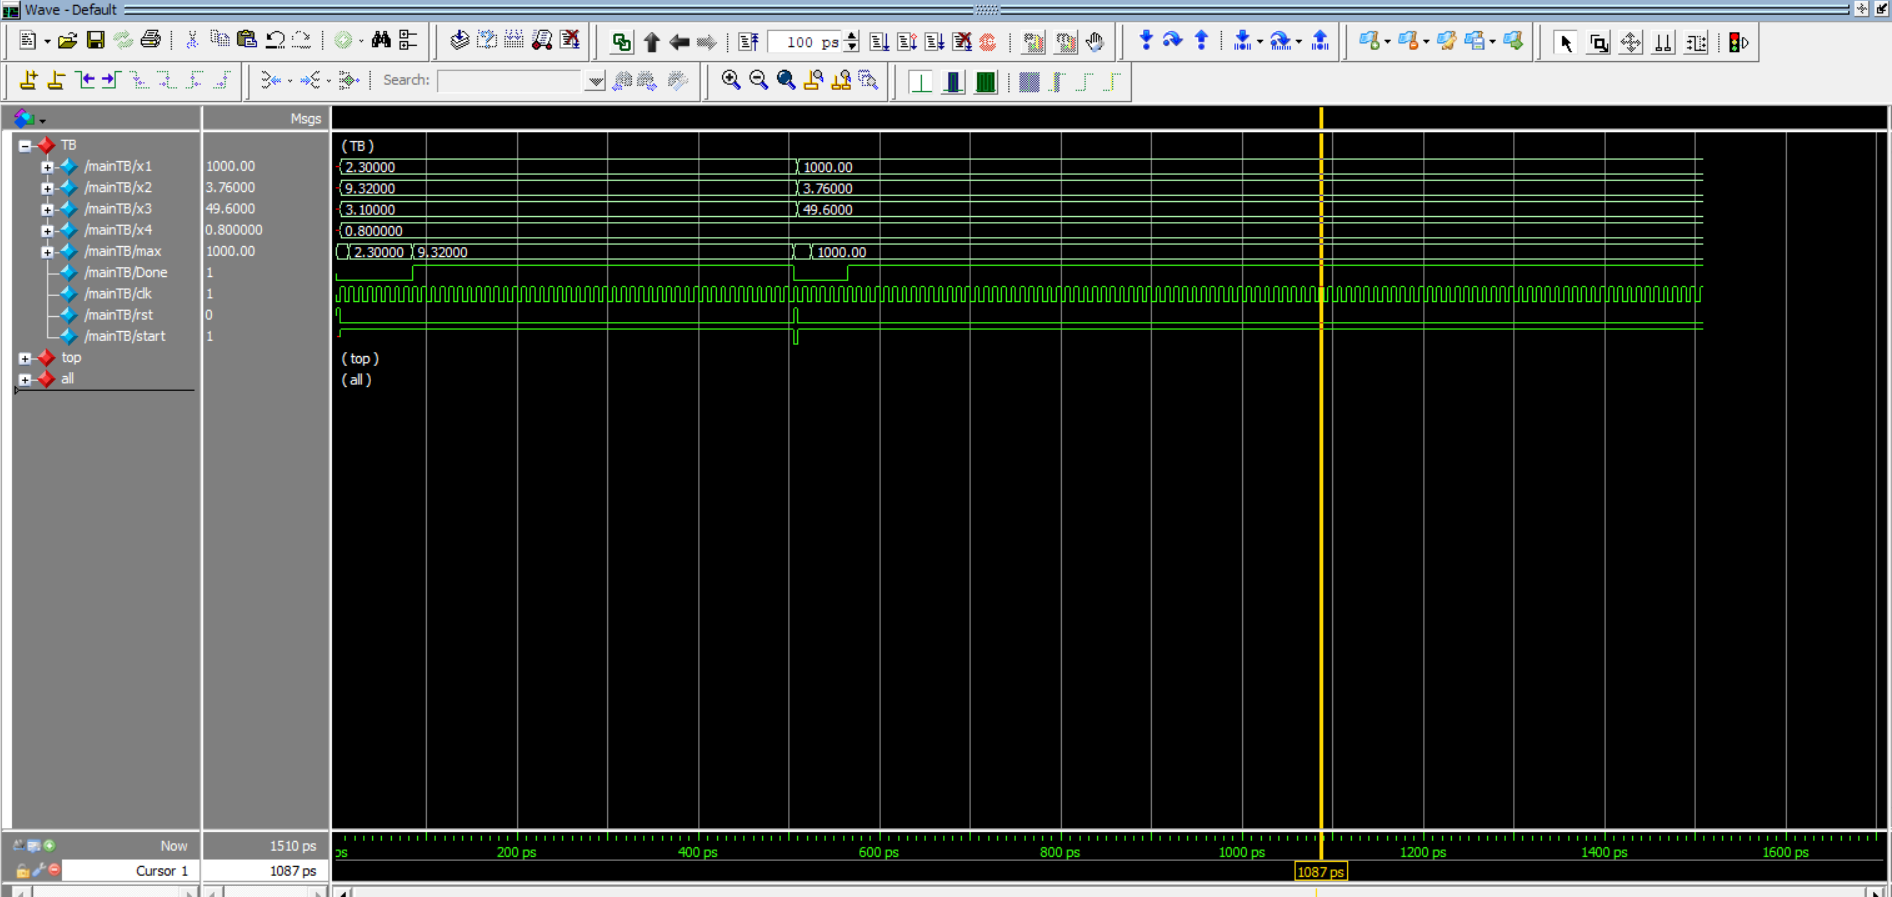 Wave - Default
100 ps
Search:
Msgs
TB
(TB)
/mainTB/x1 1000.00 2.30000 1000.00
/mainTB/x2 3.76000 9.32000 3.76000
/mainTB/x3 49.6000 3.10000 49.6000
/mainTB/x4 0.800000 0.800000
/mainTB/max 1000.00 2.30000 9.32000 1000.00
/mainTB/Done 1
/mainTB/clk 1
/mainTB/rst 0
/mainTB/start 1
top (top)
all (all)
Now 1510 ps ps 200 ps 400 ps 600 ps 800 ps 1000 ps 1200 ps 1400 ps 1600 ps
Cursor 1 1087 ps 1087 ps